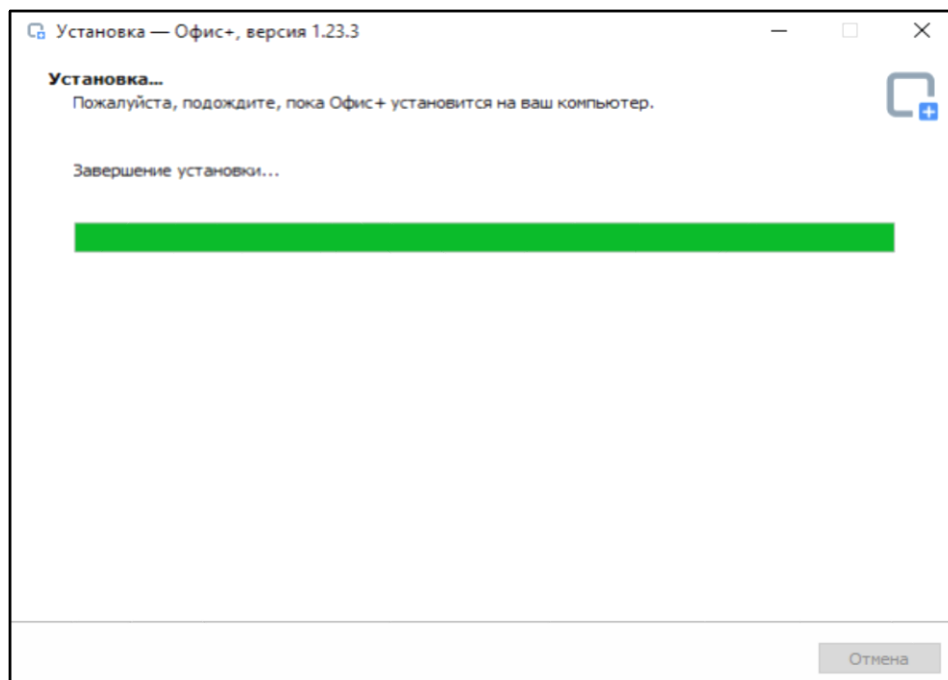 Установка — Офис+, версия 1.23.3
Установка...
Пожалуйста, подождите, пока Офис+ установится на ваш компьютер.
Завершение установки...
Отмена